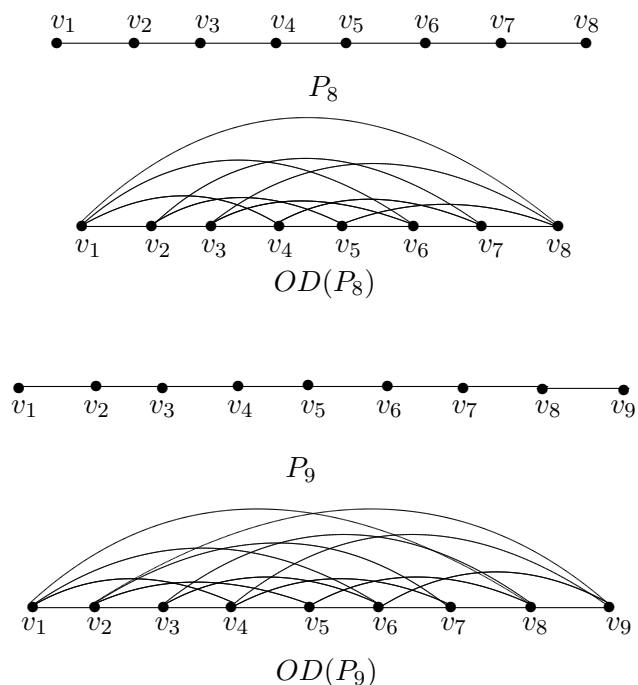 v₁ v₂ v₃ v₄ v₅ v₆ v₇ v₈
P₈
v₁ v₂ v₃ v₄ v₅ v₆ v₇ v₈
OD(P₈)
v₁ v₂ v₃ v₄ v₅ v₆ v₇ v₈ v₉
P₉
v₁ v₂ v₃ v₄ v₅ v₆ v₇ v₈ v₉
OD(P₉)